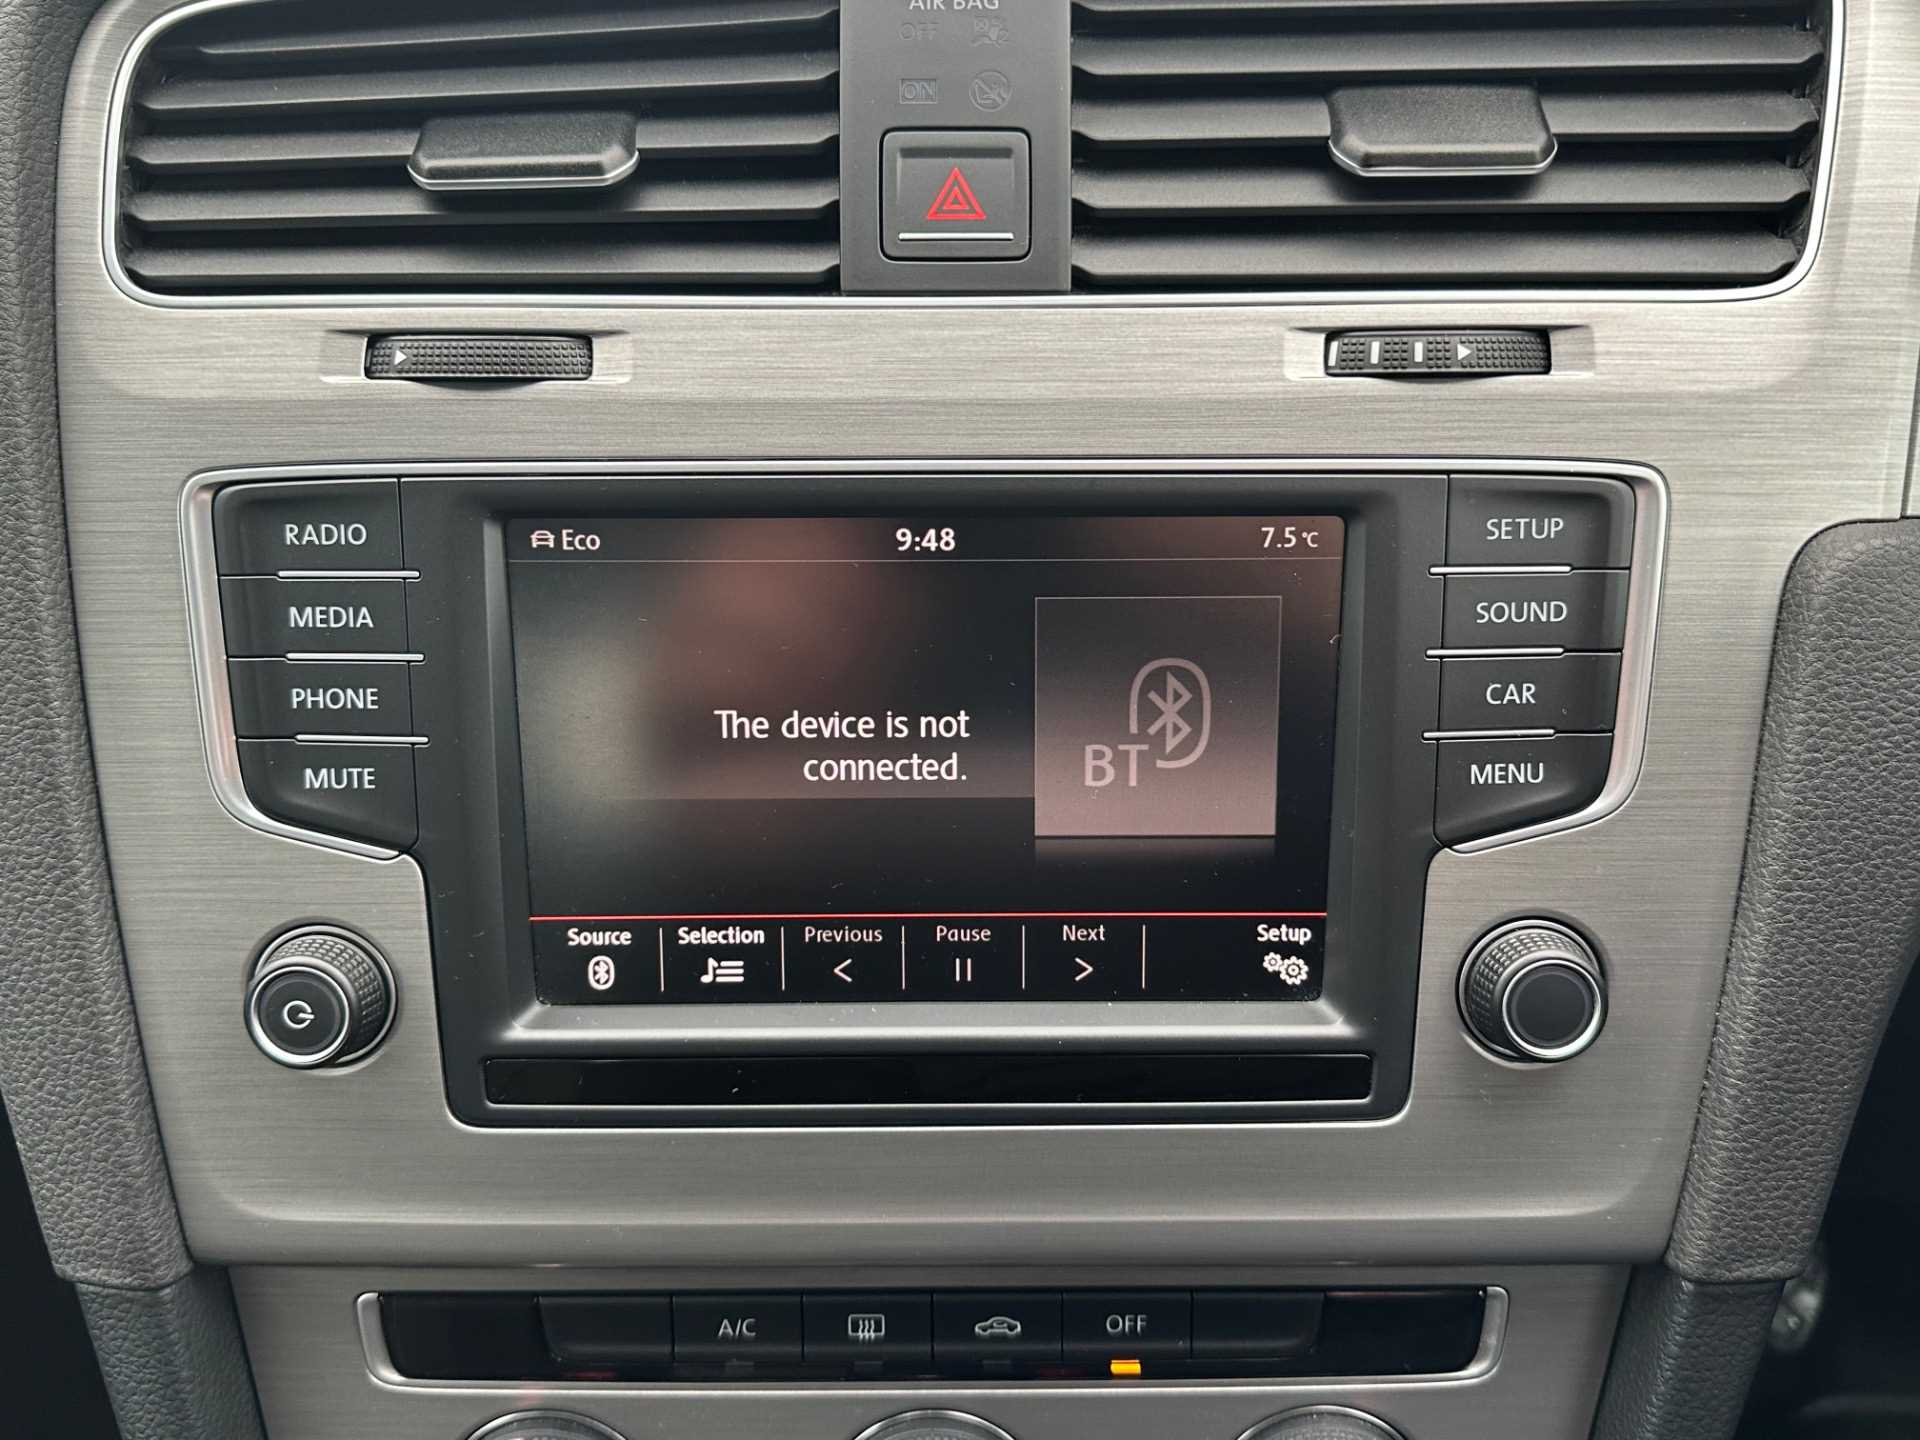 AIR BAG
OFF
ON
RADIO
MEDIA
PHONE
MUTE
Eco 9:48 7.5 °C
The device is not
connected.
BT
Source Selection Previous Pause Next Setup
SETUP
SOUND
CAR
MENU
A/C OFF